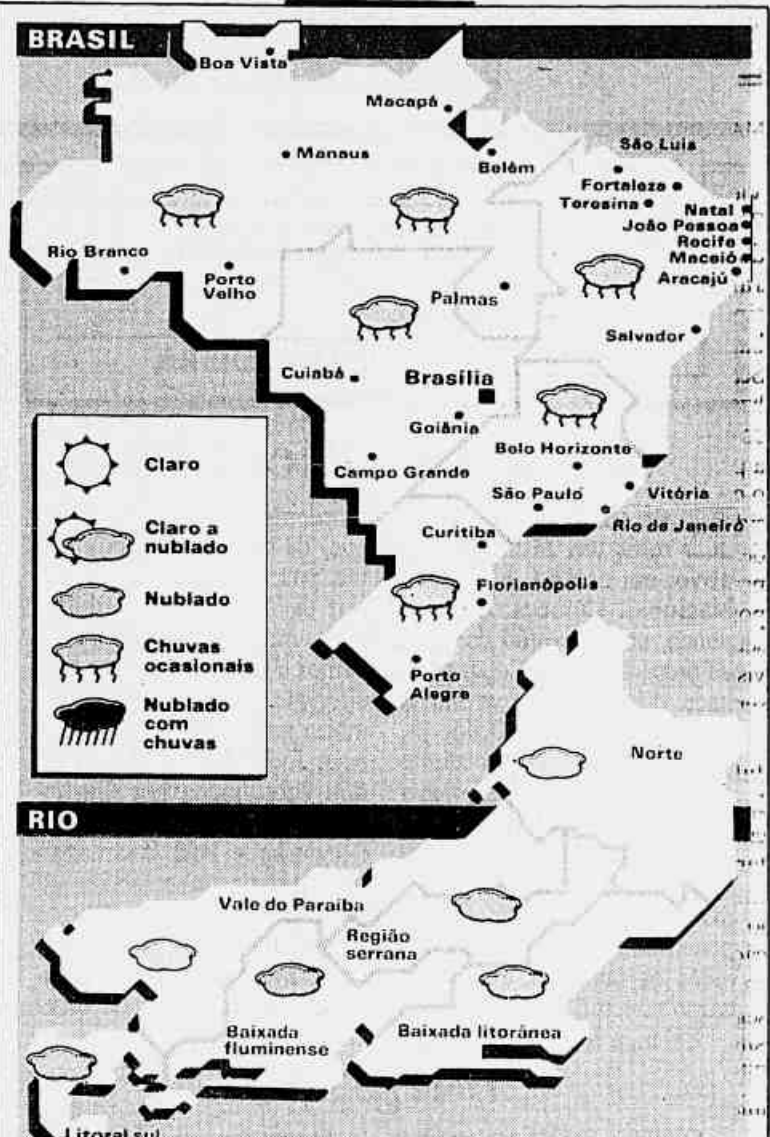 BRASIL
Boa Vista
Macapá
Manaus
Belém
São Luis
Fortaleza
Teresina
Natal
João Pessoa
Recife
Maceió
Aracajú
Rio Branco
Porto
Velho
Palmas
Salvador
Cuiabá
Brasília
Goiânia
Belo Horizonte
Campo Grande
São Paulo
Vitória
Rio de Janeiro
Curitiba
Florianópolis
Porto
Alegre
Claro
Claro a
nublado
Nublado
Chuvas
ocasionais
Nublado
com
chuvas
RIO
Norte
Vale do Paraíba
Região
serrana
Baixada
fluminense
Baixada litorânea
Litoral sul